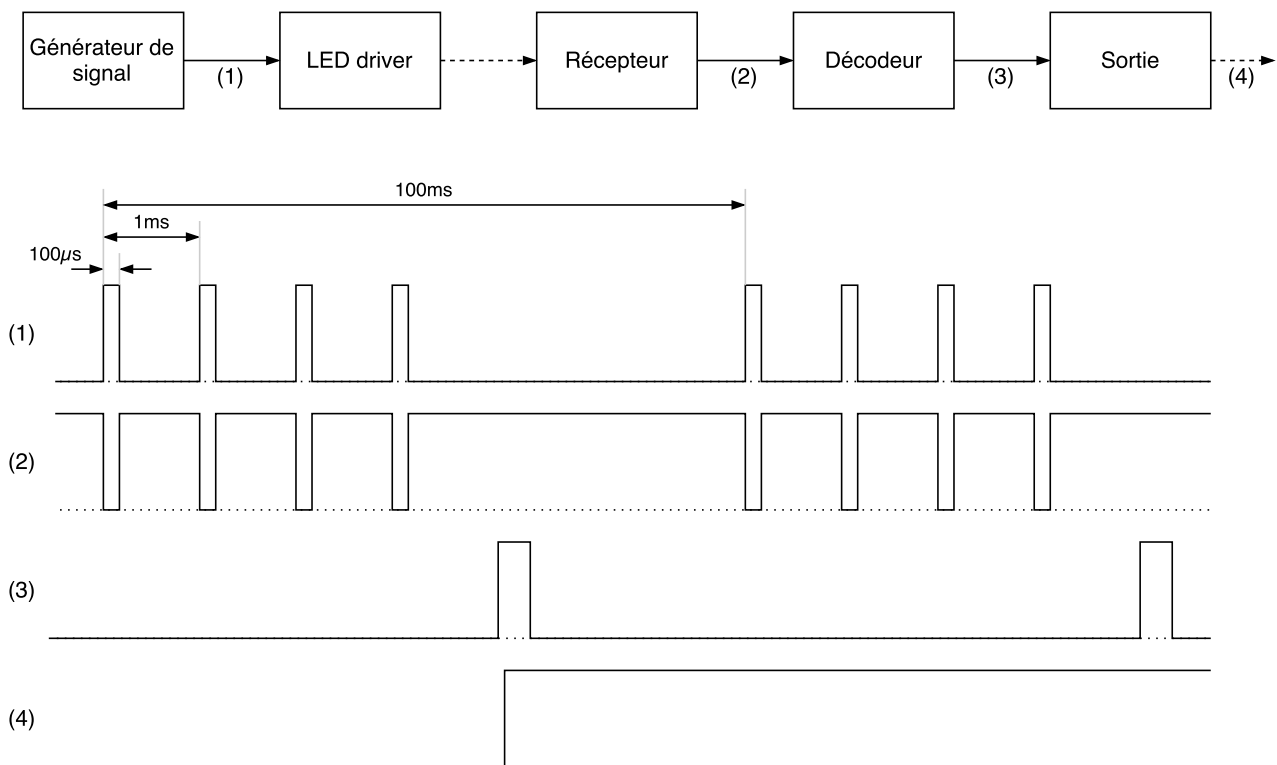 Générateur de
signal
(1)
LED driver
Récepteur
(2)
Décodeur
(3)
Sortie
(4)
100ms
1ms
100µs
(1)
(2)
(3)
(4)